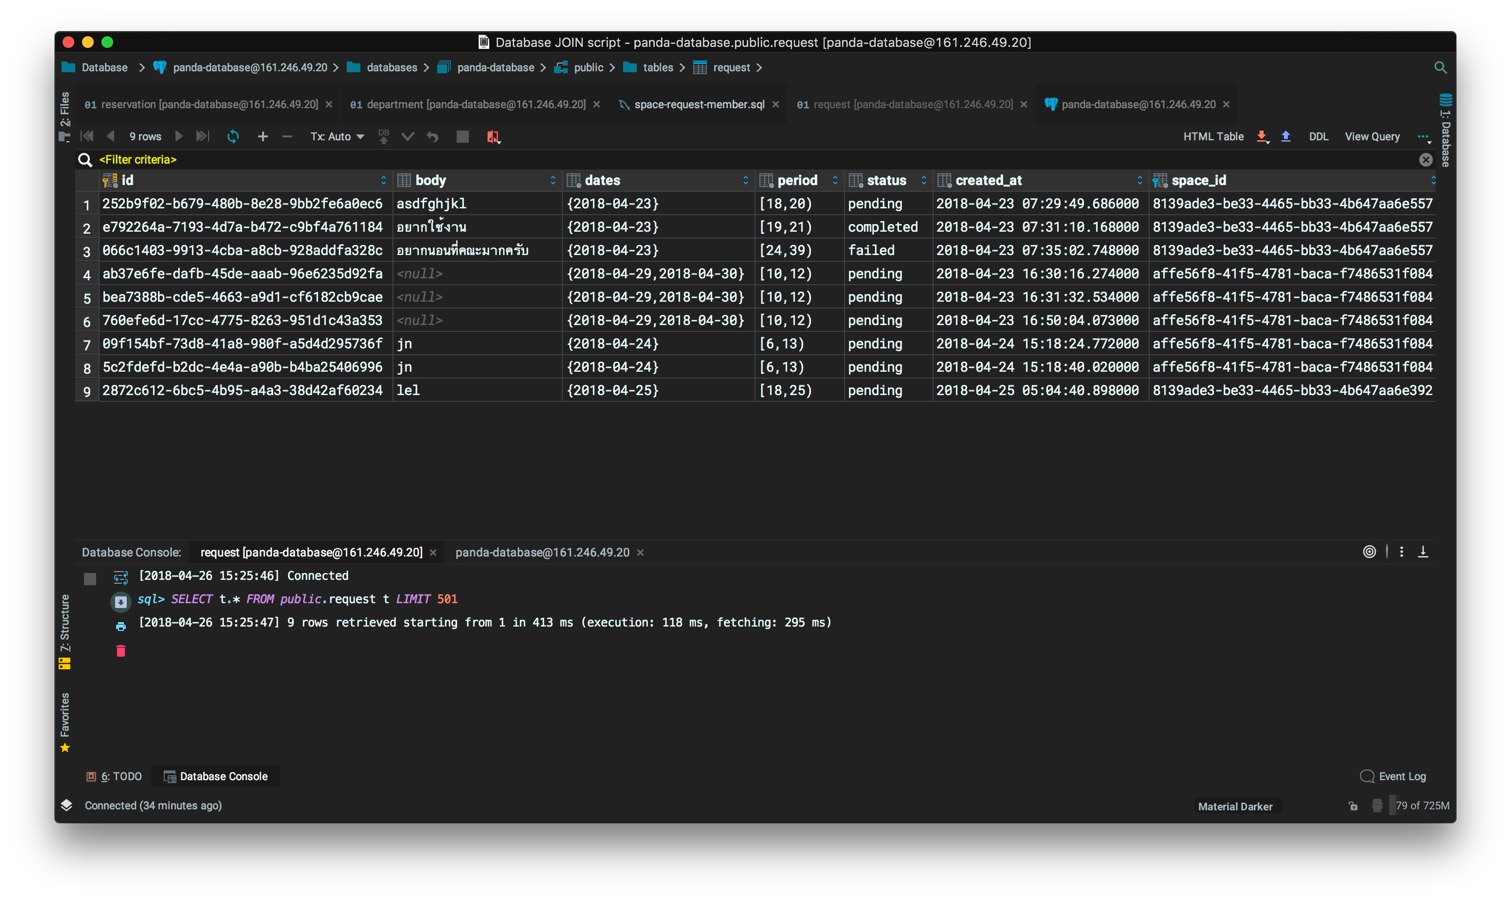 Database JOIN script - panda-database.public.request [panda-database@161.246.49.20]
Database panda-database@161.246.49.20 databases panda-database public tables request
2: Files
01 reservation [panda-database@161.246.49.20] 01 department [panda-database@161.246.49.20] space-request-member.sql 01 request [panda-database@161.246.49.20] panda-database@161.246.49.20
1: Database
9 rows Tx: Auto DB HTML Table DDL View Query
<Filter criteria>
id body dates period status created_at space_id
1 252b9f02-b679-480b-8e28-9bb2fe6a0ec6 asdfghjkl {2018-04-23} [18,20) pending 2018-04-23 07:29:49.686000 8139ade3-be33-4465-bb33-4b647aa6e557
2 e792264a-7193-4d7a-b472-c9bf4a761184 อยากใช้งาน {2018-04-23} [19,21) completed 2018-04-23 07:31:10.168000 8139ade3-be33-4465-bb33-4b647aa6e557
3 066c1403-9913-4cba-a8cb-928addfa328c อยากนอนที่คณะมากครับ {2018-04-23} [24,39) failed 2018-04-23 07:35:02.748000 8139ade3-be33-4465-bb33-4b647aa6e557
4 ab37e6fe-dafb-45de-aaab-96e6235d92fa <null> {2018-04-29,2018-04-30} [10,12) pending 2018-04-23 16:30:16.274000 affe56f8-41f5-4781-baca-f7486531f084
5 bea7388b-cde5-4663-a9d1-cf6182cb9cae <null> {2018-04-29,2018-04-30} [10,12) pending 2018-04-23 16:31:32.534000 affe56f8-41f5-4781-baca-f7486531f084
6 760efe6d-17cc-4775-8263-951d1c43a353 <null> {2018-04-29,2018-04-30} [10,12) pending 2018-04-23 16:50:04.073000 affe56f8-41f5-4781-baca-f7486531f084
7 09f154bf-73d8-41a8-980f-a5d4d295736f jn {2018-04-24} [6,13) pending 2018-04-24 15:18:24.772000 affe56f8-41f5-4781-baca-f7486531f084
8 5c2fdefd-b2dc-4e4a-a90b-b4ba25406996 jn {2018-04-24} [6,13) pending 2018-04-24 15:18:40.020000 affe56f8-41f5-4781-baca-f7486531f084
9 2872c612-6bc5-4b95-a4a3-38d42af60234 lel {2018-04-25} [18,25) pending 2018-04-25 05:04:40.898000 8139ade3-be33-4465-bb33-4b647aa6e392
Database Console: request [panda-database@161.246.49.20] panda-database@161.246.49.20
[2018-04-26 15:25:46] Connected
sql> SELECT t.* FROM public.request t LIMIT 501
[2018-04-26 15:25:47] 9 rows retrieved starting from 1 in 413 ms (execution: 118 ms, fetching: 295 ms)
Z: Structure
Favorites
6: TODO Database Console Event Log
Connected (34 minutes ago) Material Darker 79 of 725M